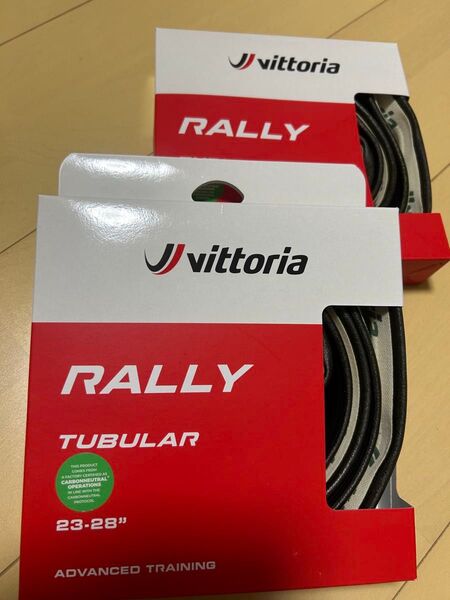 vittoria
RALLY
vittoria
RALLY
TUBULAR
THIS PRODUCT
COMES FROM
A FACTORY CERTIFIED AS
CARBONNEUTRAL
OPERATIONS
IN LINE WITH THE
CARBONNEUTRAL
PROTOCOL
23-28"
ADVANCED TRAINING